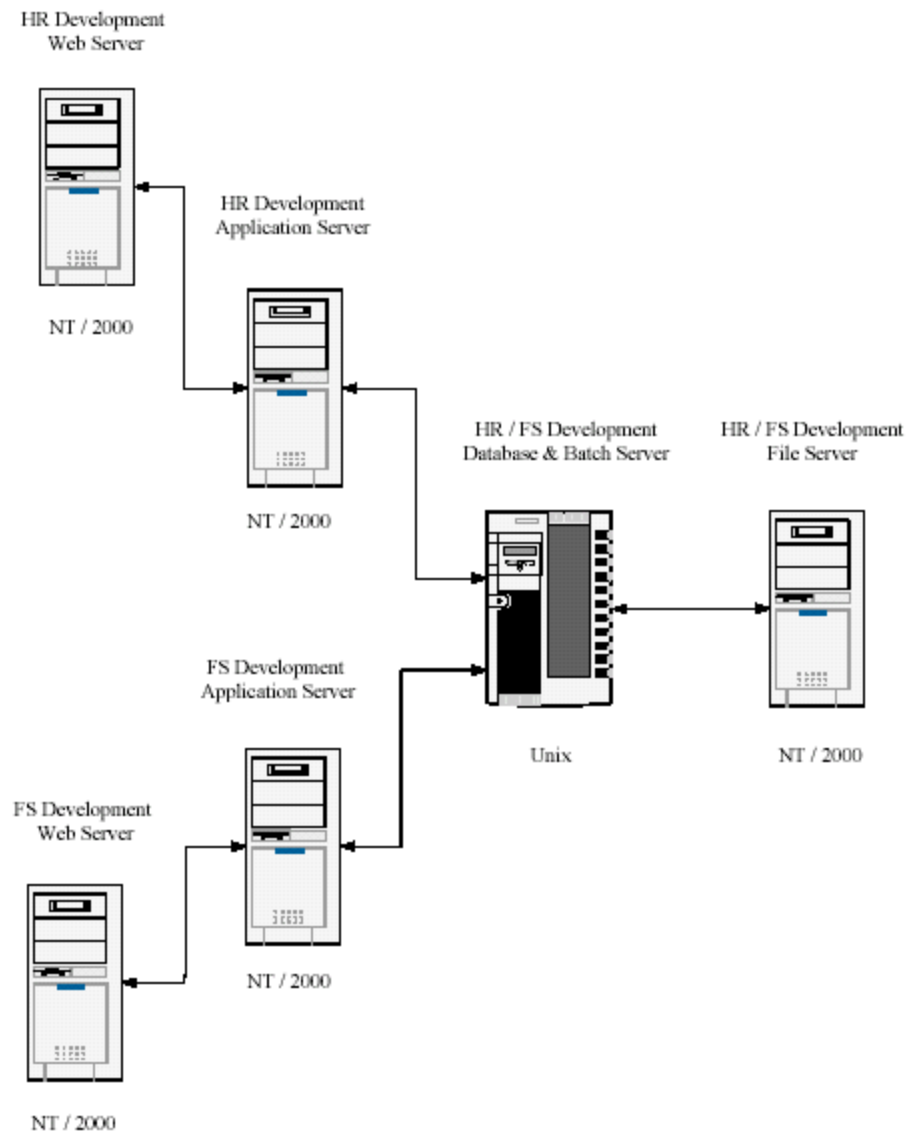 HR Development
Web Server
NT / 2000
HR Development
Application Server
NT / 2000
HR / FS Development
Database & Batch Server
Unix
HR / FS Development
File Server
NT / 2000
FS Development
Application Server
NT / 2000
FS Development
Web Server
NT / 2000